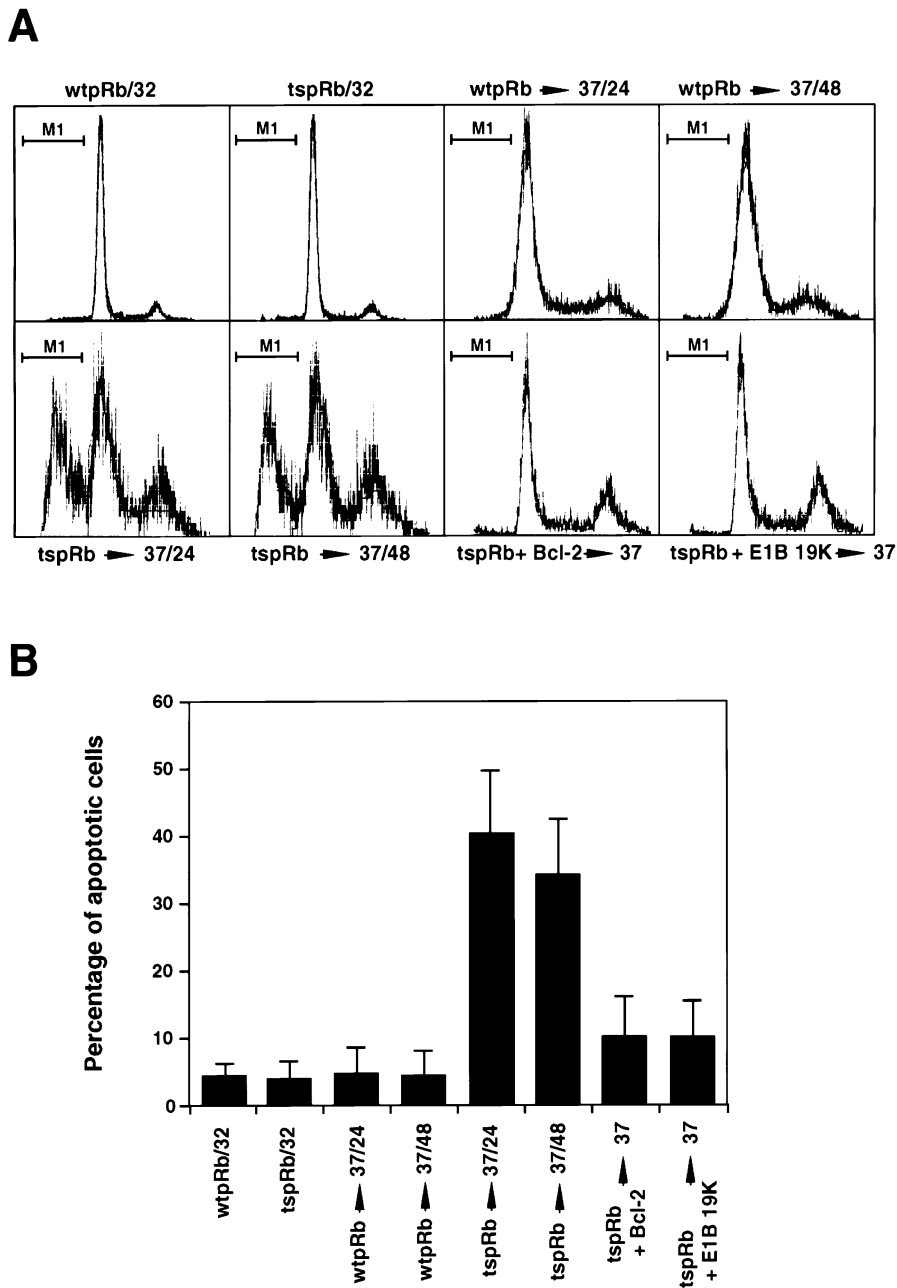 A
wtpRb/32 tspRb/32 wtpRb 37/24 wtpRb 37/48
M1 M1 M1 M1
M1 M1 M1 M1
tspRb 37/24 tspRb 37/48 tspRb+ Bcl-2 37 tspRb + E1B 19K 37
B
Percentage of apoptotic cells
60
50
40
30
20
10
0
wtpRb/32
tspRb/32
wtpRb 37/24
wtpRb 37/48
tspRb 37/24
tspRb 37/48
tspRb 37
+ Bcl-2
tspRb 37
+ E1B 19K